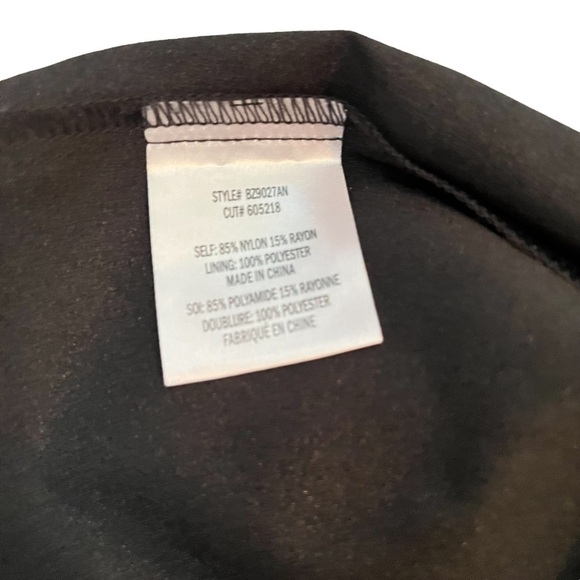 STYLE# BZ9027AN
CUT# 605218
SELF: 85% NYLON 15% RAYON
LINING: 100% POLYESTER
MADE IN CHINA
SOI: 85% POLYAMIDE 15% RAYONNE
DOUBLURE: 100% POLYESTER
FABRIQUÉ EN CHINE